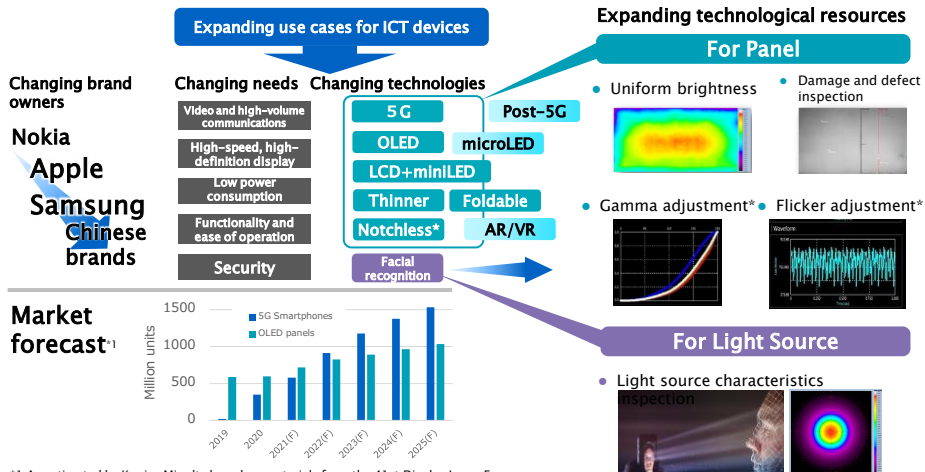 Expanding use cases for ICT devices
Expanding technological resources
For Panel
Changing brand
owners
Changing needs
Changing technologies
Nokia
Apple
Samsung
Chinese
brands
Video and high-volume
communications
High-speed, high-
definition display
Low power
consumption
Functionality and
ease of operation
Security
5G
Post-5G
OLED
microLED
LCD+miniLED
Thinner
Foldable
Notchless*
AR/VR
Facial
recognition
• Uniform brightness
• Damage and defect
inspection
• Gamma adjustment*
• Flicker adjustment*
Waveform
For Light Source
• Light source characteristics
inspection
Market
forecast*1
Million units
1500
1000
500
0
5G Smartphones
OLED panels
2019
2020
2021(F)
2022(F)
2023(F)
2024(F)
2025(F)